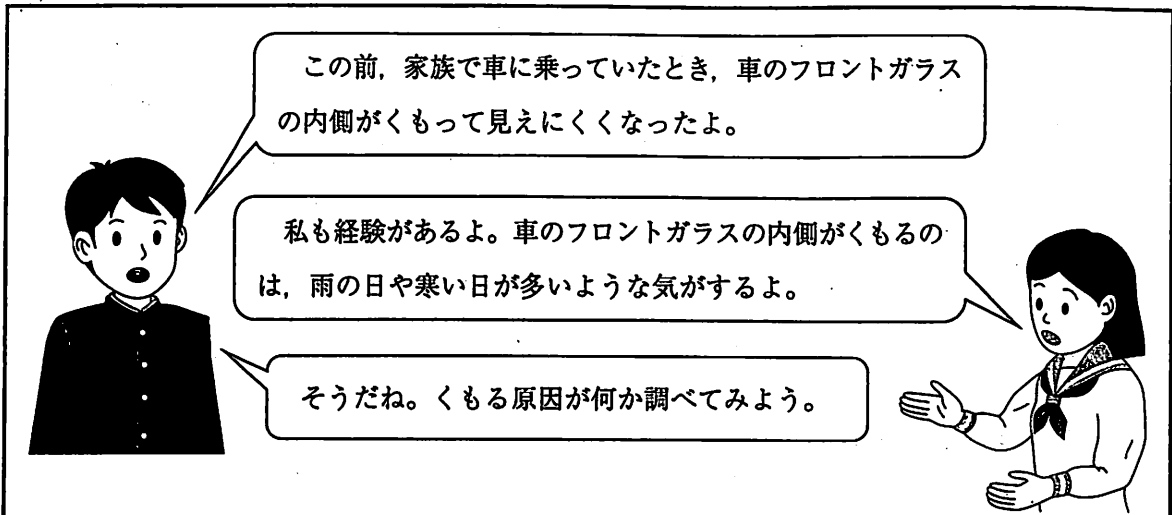 この前，家族で車に乗っていたとき，車のフロントガラス
の内側がくもって見えにくくなったよ。
私も経験があるよ。車のフロントガラスの内側がくもるの
は，雨の日や寒い日が多いような気がするよ。
そうだね。くもる原因が何か調べてみよう。